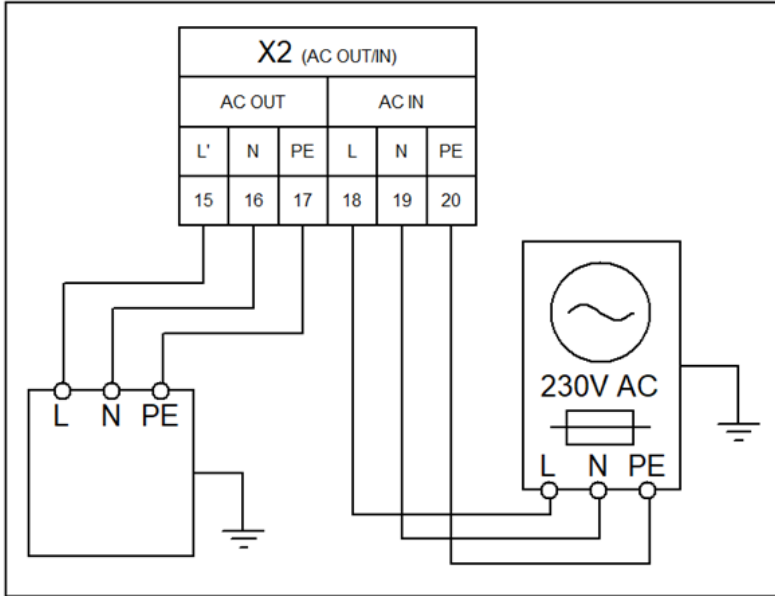 X2 (AC OUT/IN)
AC OUT AC IN
L' N PE L N PE
15 16 17 18 19 20
230V AC
L N PE
L N PE